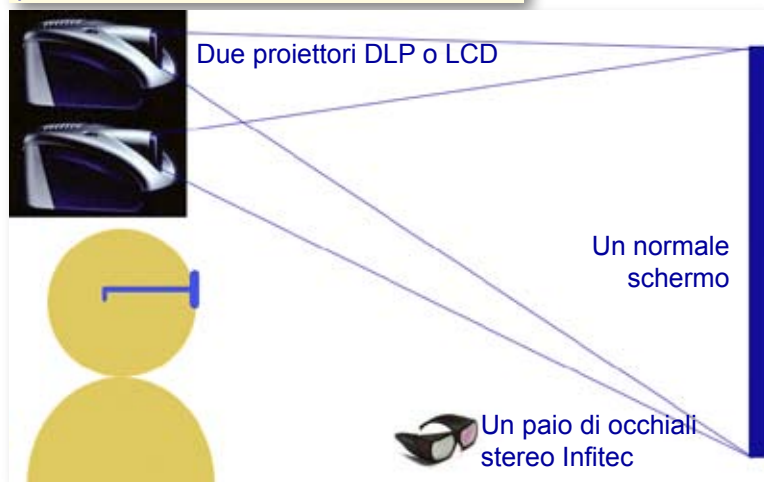 Due proiettori DLP o LCD
Un normale
schermo
Un paio di occhiali
stereo Infitec